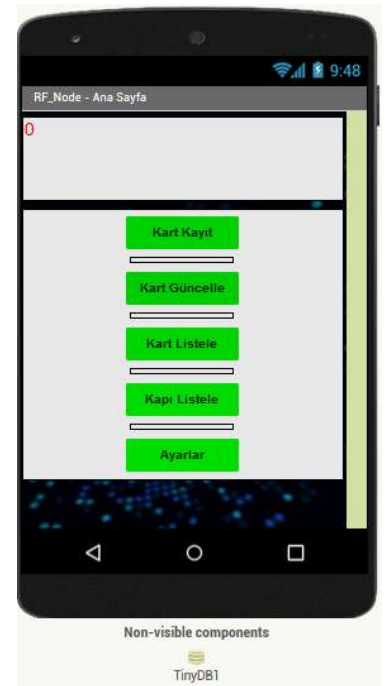 9:48
RF_Node - Ana Sayfa
0
Kart Kayıt
Kart Güncelle
Kart Listele
Kapı Listele
Ayarlar
Non-visible components
TinyDB1